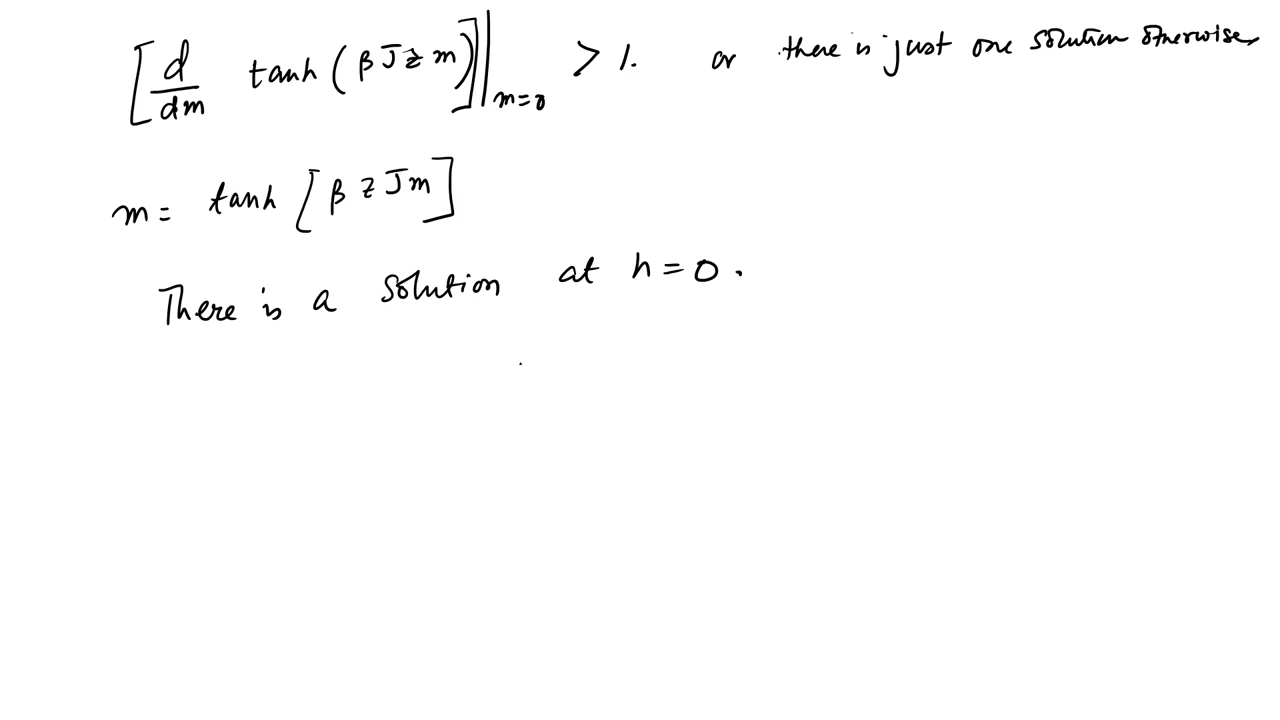 [d/dm tanh (βJzm)]|m=0 > 1. or there is just one solution otherwise,
m = tanh [βzJm]
There is a solution at h = 0.